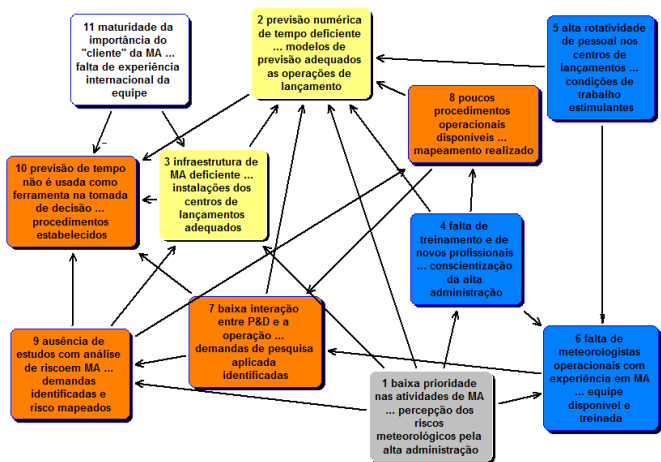 11 maturidade da
importância do
"cliente" da MA ...
falta de experiência
internacional da
equipe
2 previsão numérica
de tempo deficiente
... modelos de
previsão adequados
as operações de
lançamento
5 alta rotatividade
de pessoal nos
centros de
lançamentos ...
condições de
trabalho
estimulantes
8 poucos
procedimentos
operacionais
disponíveis ...
mapeamento realizado
10 previsão de tempo
não é usada como
ferramenta na tomada
de decisão ...
procedimentos
estabelecidos
3 infraestrutura de
MA deficiente ...
instalações dos
centros de
lançamentos
adequados
4 falta de
treinamento e de
novos profissionais
... conscientização
da alta
administração
9 ausência de
estudos com análise
de riscoem MA ...
demandas
identificadas e
risco mapeados
7 baixa interação
entre P&D e a
operação ...
demandas de pesquisa
aplicada
identificadas
1 baixa prioridade
nas atividades de MA
... percepção dos
riscos
meteorológicos pela
alta administração
6 falta de
meteorologistas
operacionais com
experiência em MA
... equipe
disponível e
treinada